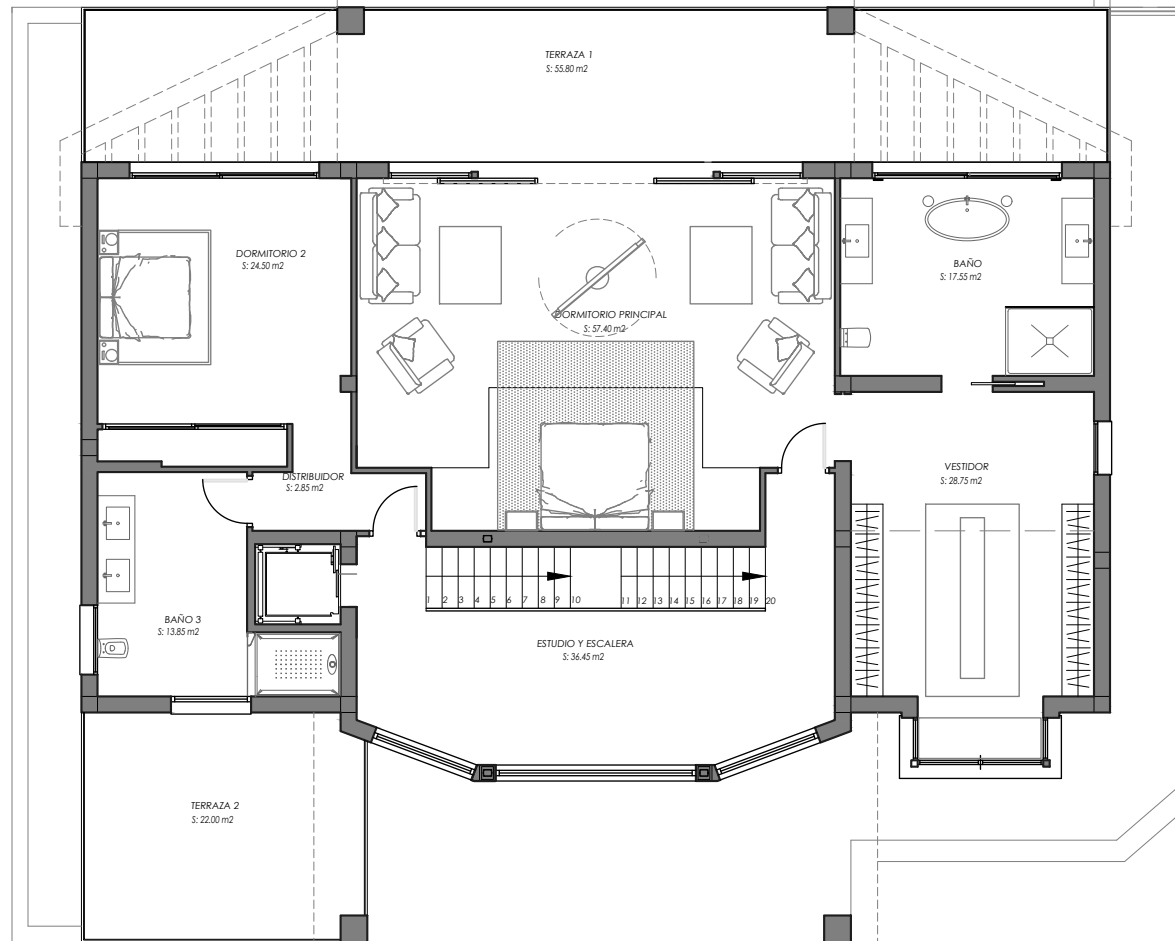 TERRAZA 1
S: 55.80 m2
DORMITORIO 2
S: 24.50 m2
BAÑO
S: 17.55 m2
DORMITORIO PRINCIPAL
S: 57.40 m2
DISTRIBUIDOR
S: 2.85 m2
VESTIDOR
S: 28.75 m2
1 2 3 4 5 6 7 8 9 10 11 12 13 14 15 16 17 18 19 20
BAÑO 3
S: 13.85 m2
ESTUDIO Y ESCALERA
S: 36.45 m2
TERRAZA 2
S: 22.00 m2